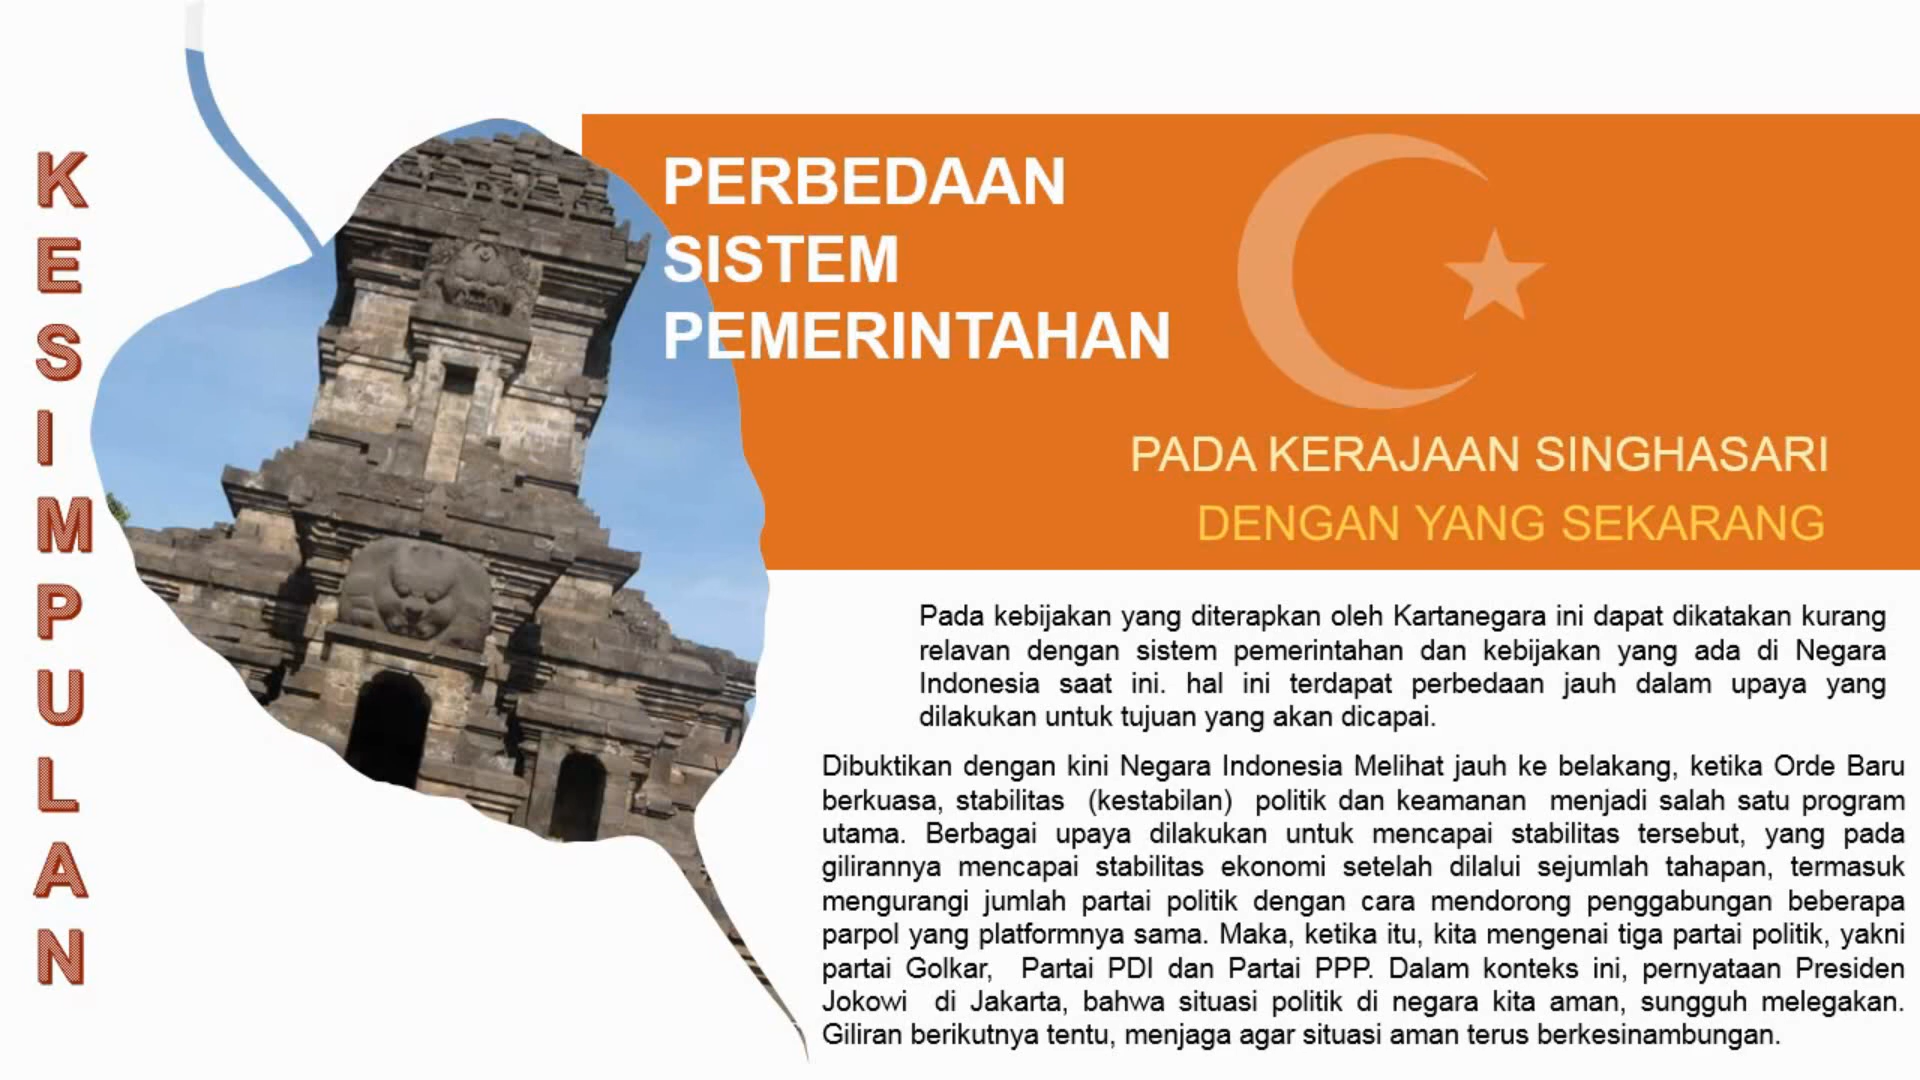 KESIMPULAN
PERBEDAAN
SISTEM
PEMERINTAHAN
PADA KERAJAAN SINGHASARI
DENGAN YANG SEKARANG
Pada kebijakan yang diterapkan oleh Kartanegara ini dapat dikatakan kurang
relavan dengan sistem pemerintahan dan kebijakan yang ada di Negara
Indonesia saat ini. hal ini terdapat perbedaan jauh dalam upaya yang
dilakukan untuk tujuan yang akan dicapai.
Dibuktikan dengan kini Negara Indonesia Melihat jauh ke belakang, ketika Orde Baru
berkuasa, stabilitas (kestabilan) politik dan keamanan menjadi salah satu program
utama. Berbagai upaya dilakukan untuk mencapai stabilitas tersebut, yang pada
gilirannya mencapai stabilitas ekonomi setelah dilalui sejumlah tahapan, termasuk
mengurangi jumlah partai politik dengan cara mendorong penggabungan beberapa
parpol yang platformnya sama. Maka, ketika itu, kita mengenai tiga partai politik, yakni
partai Golkar, Partai PDI dan Partai PPP. Dalam konteks ini, pernyataan Presiden
Jokowi di Jakarta, bahwa situasi politik di negara kita aman, sungguh melegakan.
Giliran berikutnya tentu, menjaga agar situasi aman terus berkesinambungan.